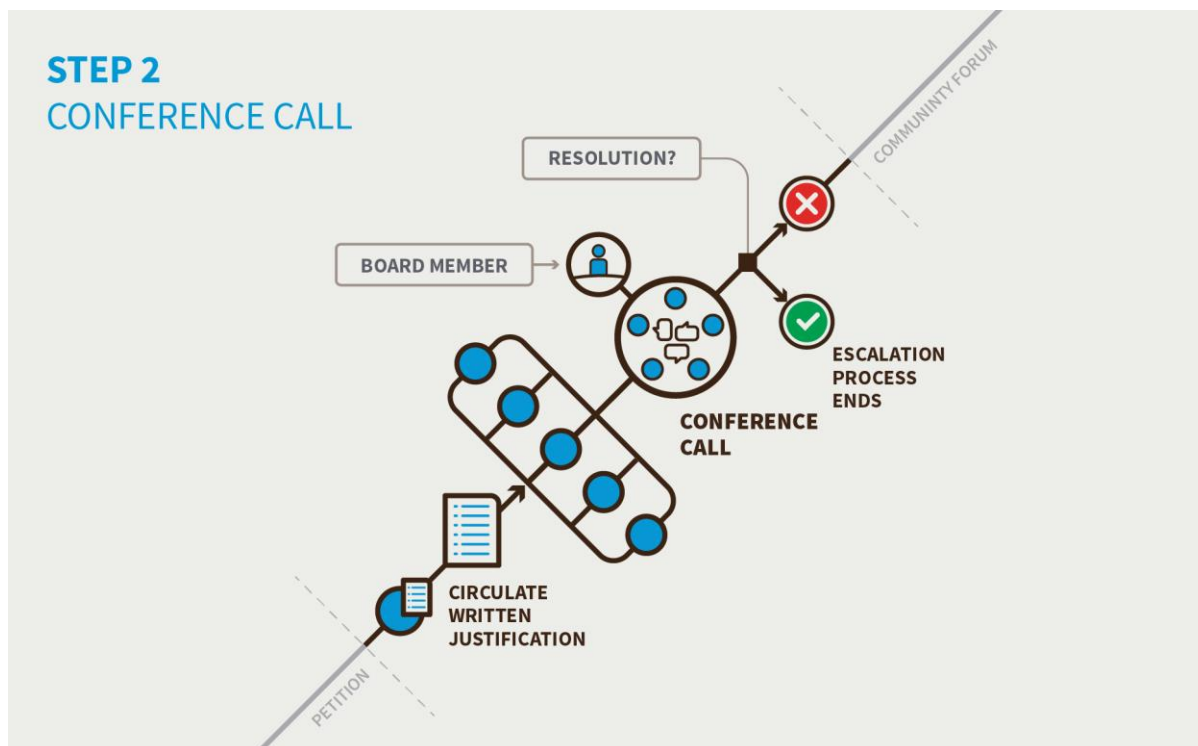 STEP 2
CONFERENCE CALL
COMMUNINTY FORUM
RESOLUTION?
BOARD MEMBER
ESCALATION
PROCESS
ENDS
CONFERENCE
CALL
CIRCULATE
WRITTEN
JUSTIFICATION
PETITION